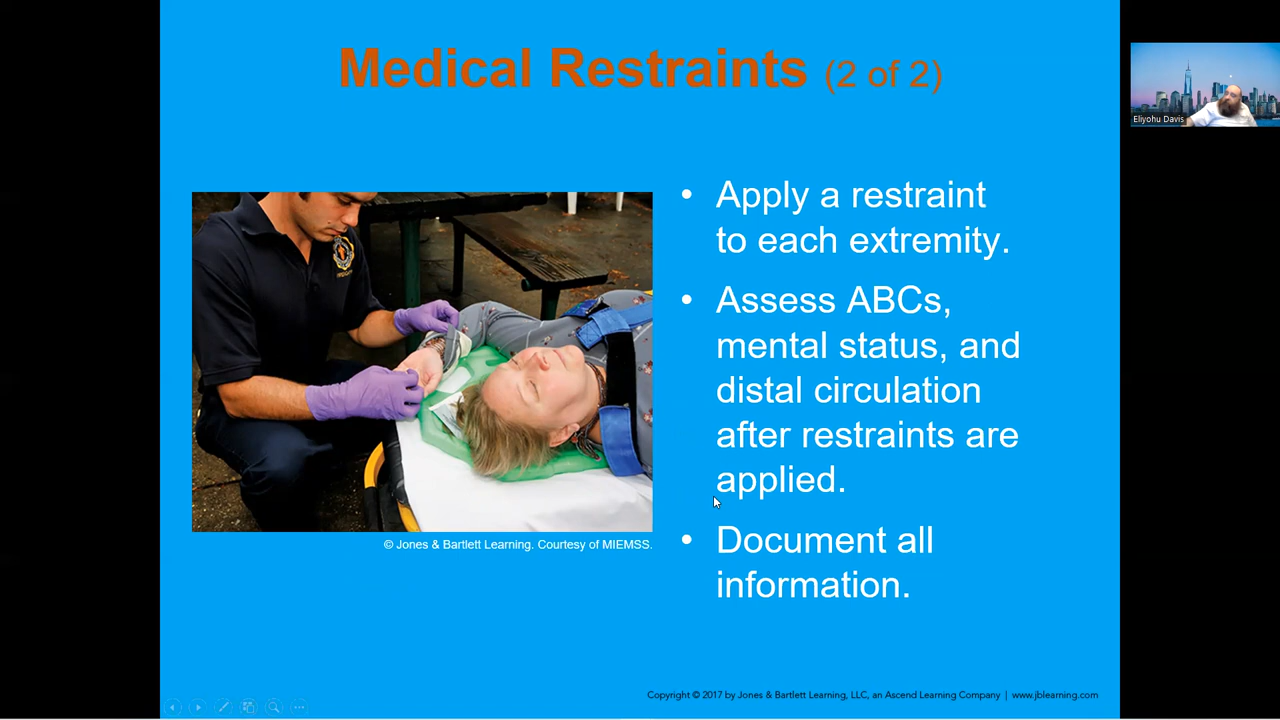 Medical Restraints (2 of 2)
Eliyohu Davis
• Apply a restraint
to each extremity.
• Assess ABCs,
mental status, and
distal circulation
after restraints are
applied.
• Document all
information.
© Jones & Bartlett Learning. Courtesy of MIEMSS.
Copyright © 2017 by Jones & Bartlett Learning, LLC, an Ascend Learning Company | www.jblearning.com